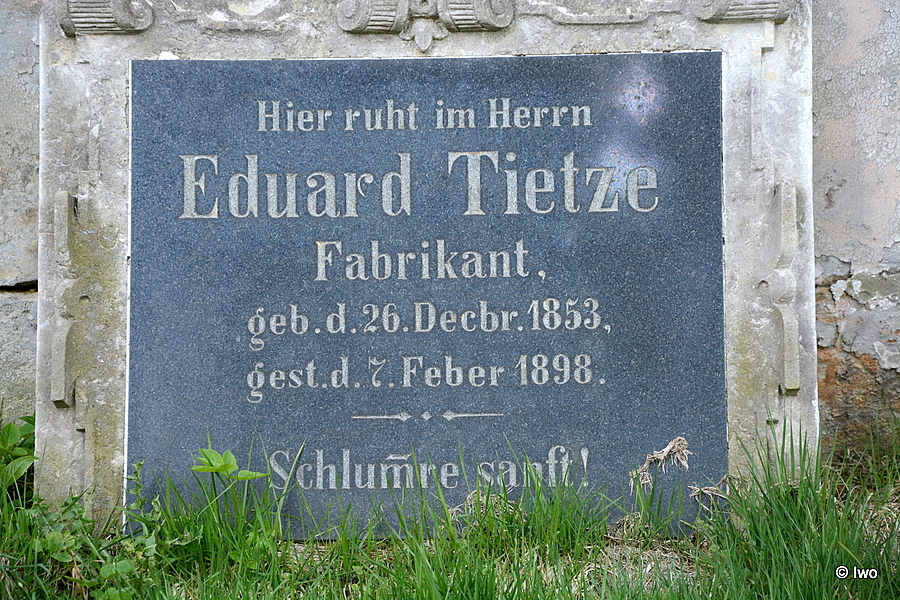 Hier ruht im Herrn
Eduard Tietze
Fabrikant,
geb. d. 26. Decbr. 1853,
gest. d. 7. Feber 1898.
Schlum̄re sanft!
© Iwo